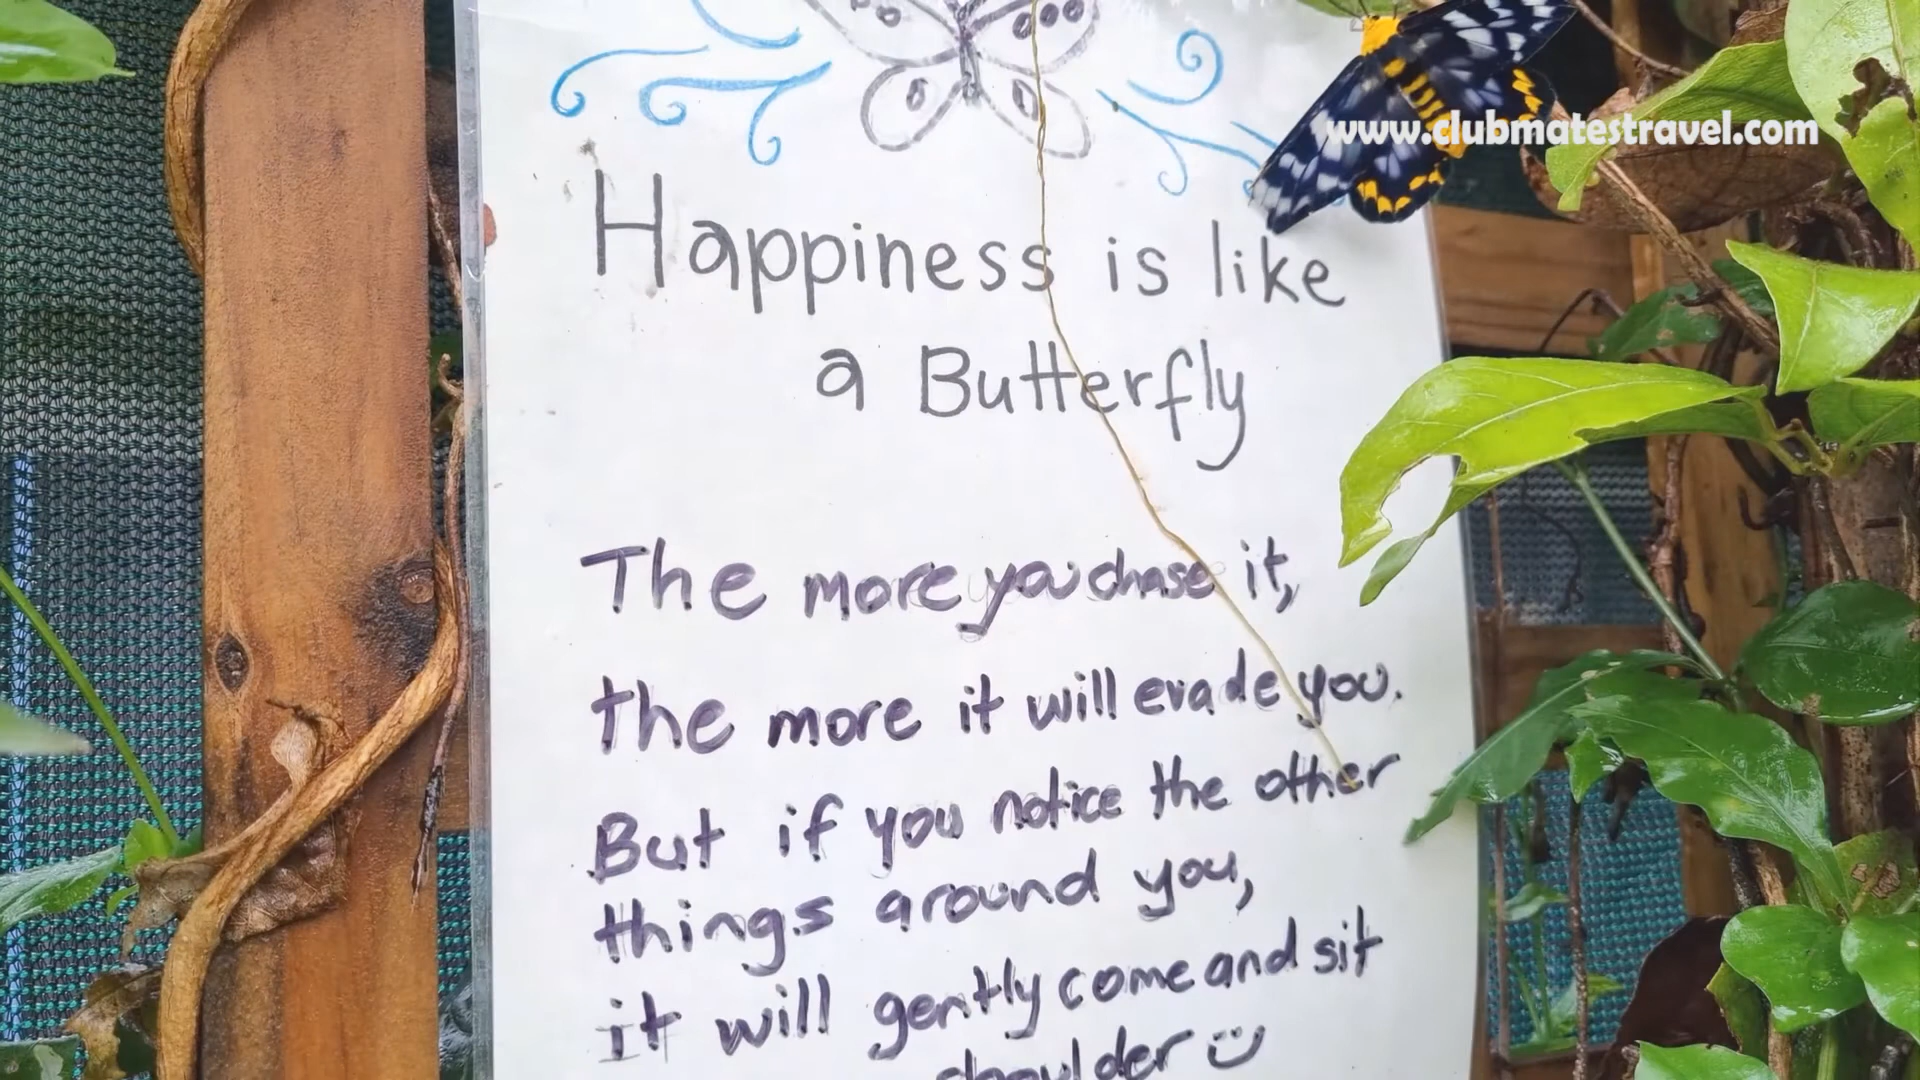 www.clubmatestravel.com
Happiness is like
a Butterfly
The more you chase it,
the more it will evade you.
But if you notice the other
things around you,
it will gently come and sit
shoulder